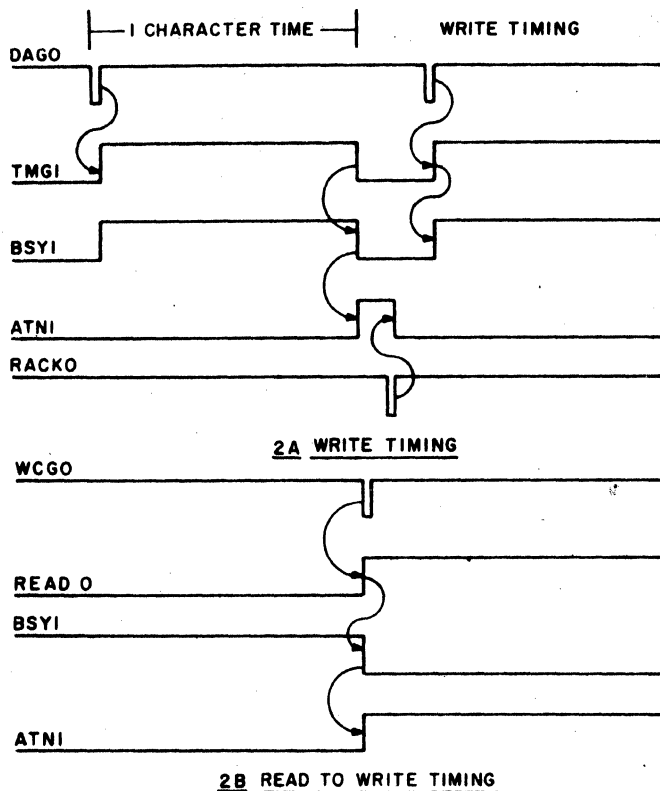 1 CHARACTER TIME WRITE TIMING
DAGO
TMGI
BSYI
ATNI
RACKO
2A WRITE TIMING
WCGO
READ O
BSYI
ATNI
2B READ TO WRITE TIMING